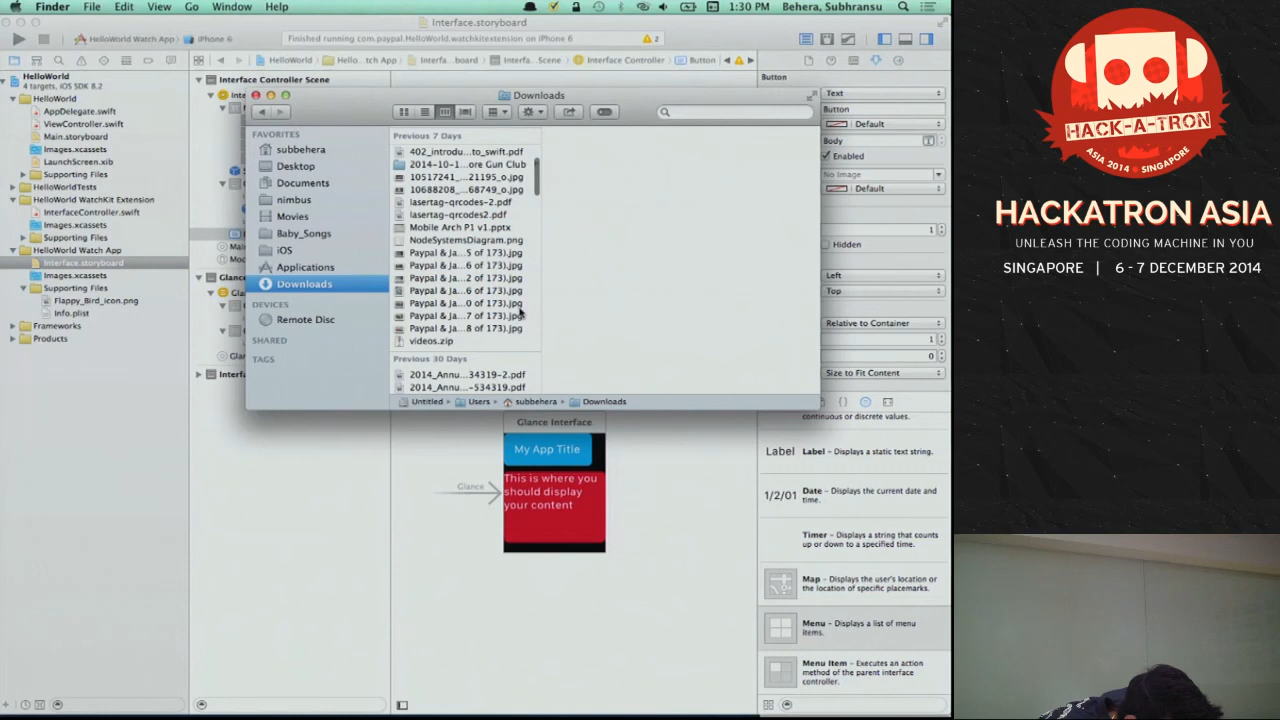 Finder File Edit View Go Window Help 1:30 PM Behera, Subhransu
Interface.storyboard
HelloWorld Watch App iPhone 6 Finished running com.paypal.HelloWorld.watchkitextension on iPhone 6 2
HelloWorld Hello...tch App Interfa...board Interfa...Scene Interface Controller Button
HelloWorld
4 targets, iOS SDK 8.2
HelloWorld
AppDelegate.swift
ViewController.swift
Main.storyboard
Images.xcassets
LaunchScreen.xib
Supporting Files
HelloWorldTests
HelloWorld WatchKit Extension
InterfaceController.swift
Images.xcassets
Supporting Files
HelloWorld Watch App
Interface.storyboard
Images.xcassets
Supporting Files
Flappy_Bird_icon.png
Info.plist
Frameworks
Products
Interface Controller Scene
Downloads
FAVORITES
subbehera
Desktop
Documents
nimbus
Movies
Baby_Songs
iOS
Applications
Downloads
DEVICES
Remote Disc
SHARED
TAGS
Previous 7 Days
402_introdu...to_swift.pdf
2014-10-1...ore Gun Club
10517241_...21195_o.jpg
10688208_...68749_o.jpg
lasertag-qrcodes-2.pdf
lasertag-qrcodes2.pdf
Mobile Arch P1 v1.pptx
NodeSystemsDiagram.png
Paypal & Ja...5 of 173).jpg
Paypal & Ja...6 of 173).jpg
Paypal & Ja...2 of 173).jpg
Paypal & Ja...6 of 173).jpg
Paypal & Ja...0 of 173).jpg
Paypal & Ja...7 of 173).jpg
Paypal & Ja...8 of 173).jpg
videos.zip
Previous 30 Days
2014_Annu...34319-2.pdf
2014_Annu...-534319.pdf
Untitled Users subbehera Downloads
Glance Interface
My App Title
Glance
This is where you
should display
your content
Button
Text
Button
Default
Body
Enabled
No Image
Default
1
Hidden
Left
Top
Relative to Container
1
0
Size to Fit Content
continuous or discrete values.
Label Label – Displays a static text string.
1/2/01 Date – Displays the current date and
time.
Timer – Displays a string that counts
up or down to a specified time.
Map – Displays the user's location or
the location of specific placemarks.
Menu – Displays a list of menu
items.
Menu Item – Executes an action
method of the parent interface
controller.
HACK-A-TRON
ASIA 2014 ★ SINGAPORE
HACKATRON ASIA
UNLEASH THE CODING MACHINE IN YOU
SINGAPORE | 6 - 7 DECEMBER 2014